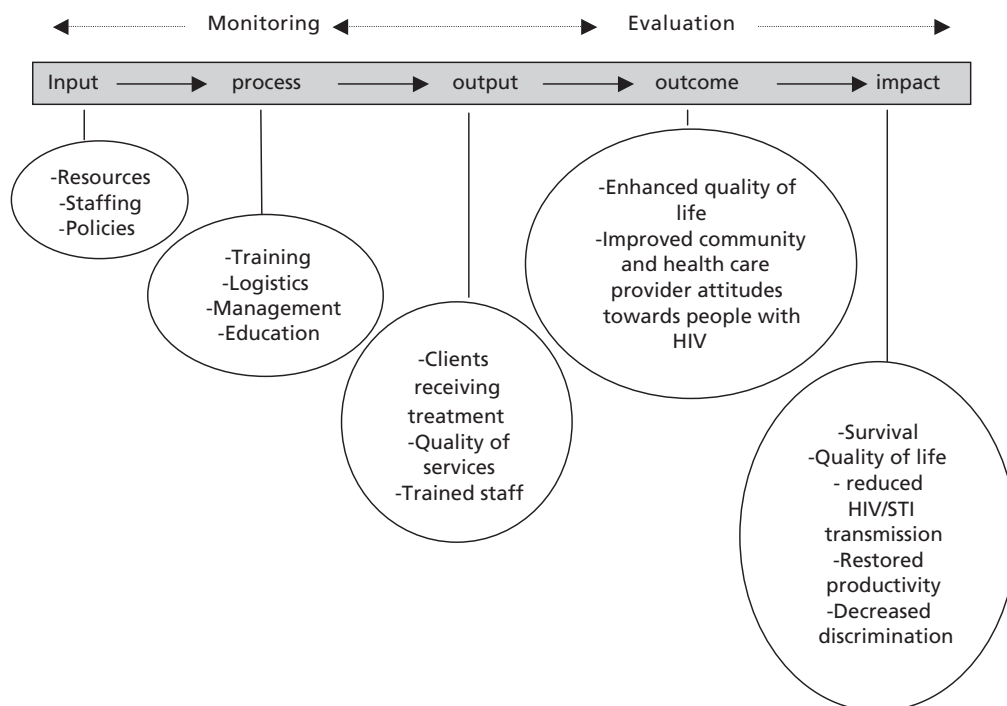 Monitoring
Evaluation
Input process output outcome impact
-Resources
-Staffing
-Policies
-Training
-Logistics
-Management
-Education
-Clients
receiving
treatment
-Quality of
services
-Trained staff
-Enhanced quality of
life
-Improved community
and health care
provider attitudes
towards people with
HIV
-Survival
-Quality of life
- reduced
HIV/STI
transmission
-Restored
productivity
-Decreased
discrimination